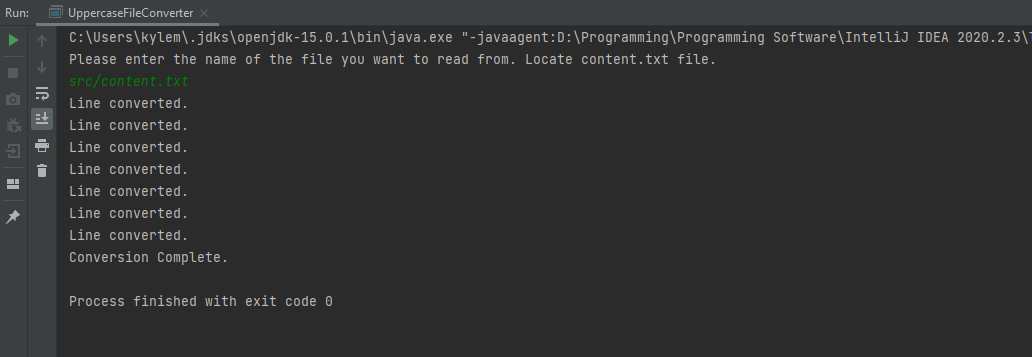 Run: UppercaseFileConverter
C:\Users\kylem\.jdks\openjdk-15.0.1\bin\java.exe "-javaagent:D:\Programming\Programming Software\IntelliJ IDEA 2020.2.3\
Please enter the name of the file you want to read from. Locate content.txt file.
src/content.txt
Line converted.
Line converted.
Line converted.
Line converted.
Line converted.
Line converted.
Line converted.
Conversion Complete.
Process finished with exit code 0